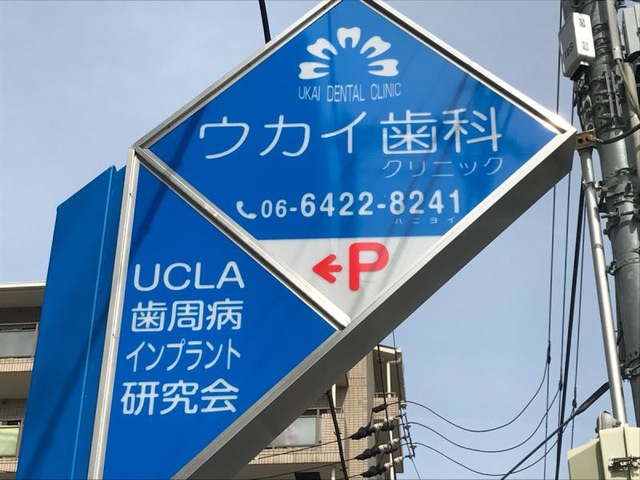 UKAI DENTAL CLINIC
ウカイ歯科
クリニック
06-6422-8241
ハニヨイ
←P
UCLA
歯周病
インプラント
研究会